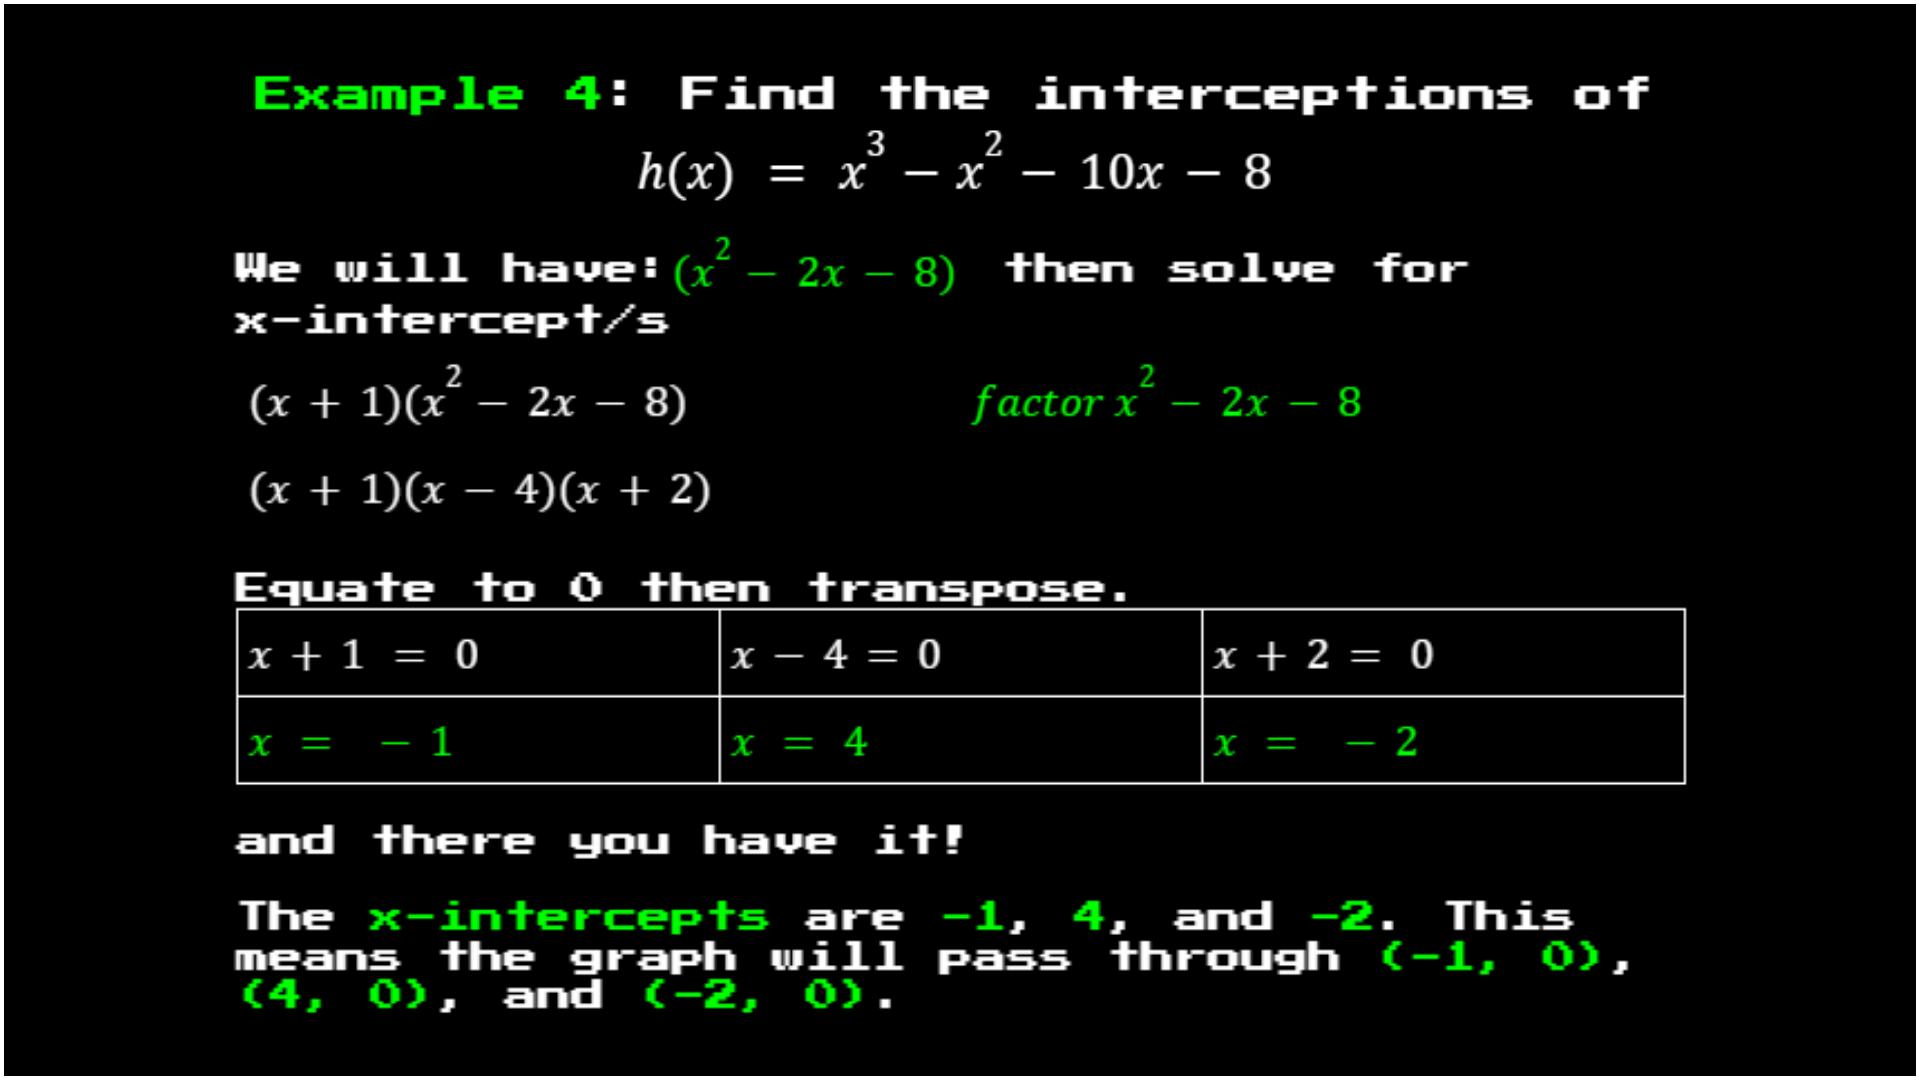 Example 4: Find the interceptions of
h(x) = x³ − x² − 10x − 8
We will have: (x² − 2x − 8) then solve for
x-intercept/s
(x + 1)(x² − 2x − 8) factor x² − 2x − 8
(x + 1)(x − 4)(x + 2)
Equate to 0 then transpose.
x + 1 = 0 x − 4 = 0 x + 2 = 0
x = − 1 x = 4 x = − 2
and there you have it!
The x-intercepts are -1, 4, and -2. This
means the graph will pass through (-1, 0),
(4, 0), and (-2, 0).